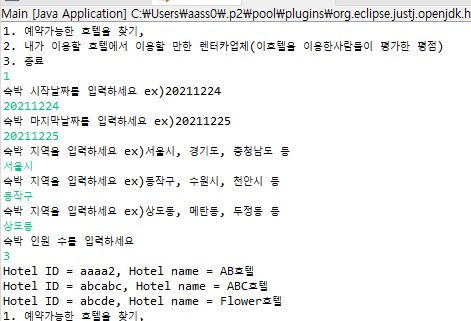 Main [Java Application] C:₩Users₩aass0₩.p2₩pool₩plugins₩org.eclipse.justj.openjdk.h
1. 예약가능한 호텔을 찾기,
2. 내가 이용할 호텔에서 이용할 만한 렌터카업체(이호텔을 이용한사람들이 평가한 평점)
3. 종료
1
숙박 시작날짜를 입력하세요 ex)20211224
20211224
숙박 마지막날짜를 입력하세요 ex)20211225
20211225
숙박 지역을 입력하세요 ex)서울시, 경기도, 충청남도 등
서울시
숙박 지역을 입력하세요 ex)동작구, 수원시, 천안시 등
동작구
숙박 지역을 입력하세요 ex)상도동, 메탄동, 두정동 등
상도동
숙박 인원 수를 입력하세요
3
Hotel ID = aaaa2, Hotel name = AB호텔
Hotel ID = abcabc, Hotel name = ABC호텔
Hotel ID = abcde, Hotel name = Flower호텔
1. 예약가능한 호텔을 찾기,